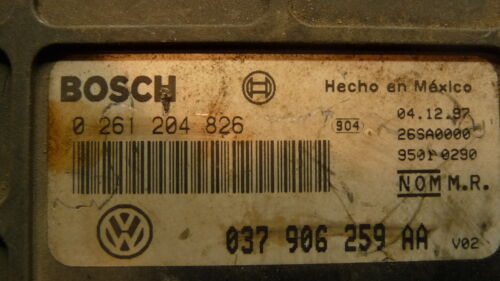 BOSCH
Hecho en México
0 261 204 826
904
04.12.97
26SA0000
9501 0290
NOM M.R.
VW
037 906 259 AA V02